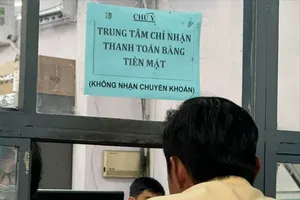 CHÚ Ý
TRUNG TÂM CHỈ NHẬN
THANH TOÁN BẰNG
TIỀN MẶT
(KHÔNG NHẬN CHUYỂN KHOẢN)